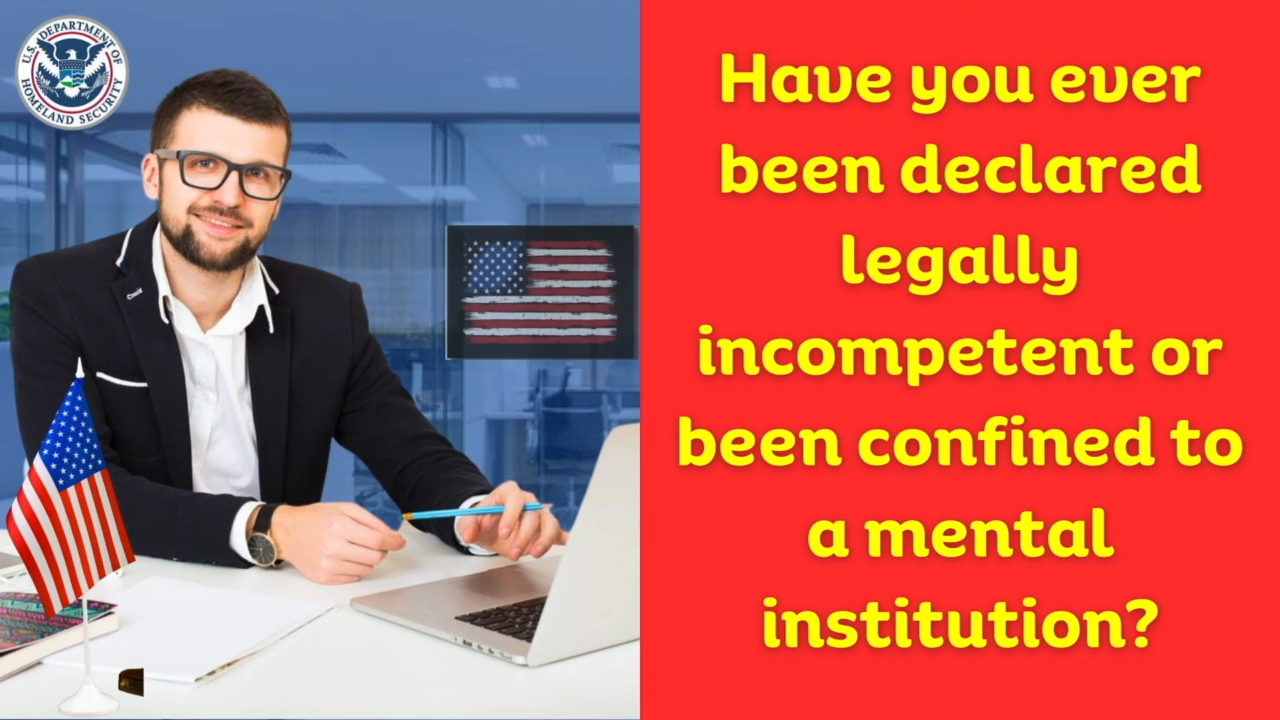 U.S. DEPARTMENT OF
HOMELAND SECURITY
Have you ever
been declared
legally
incompetent or
been confined to
a mental
institution?